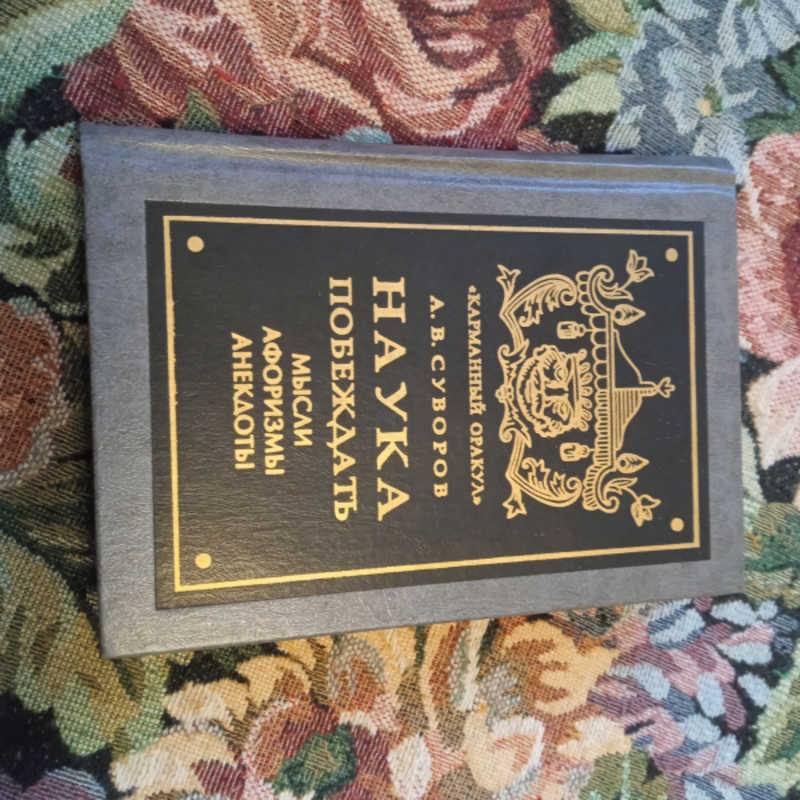 «КАРМАННЫЙ ОРАКУЛ»
А. В. СУВОРОВ
НАУКА
ПОБЕЖДАТЬ
МЫСЛИ
АФОРИЗМЫ
АНЕКДОТЫ